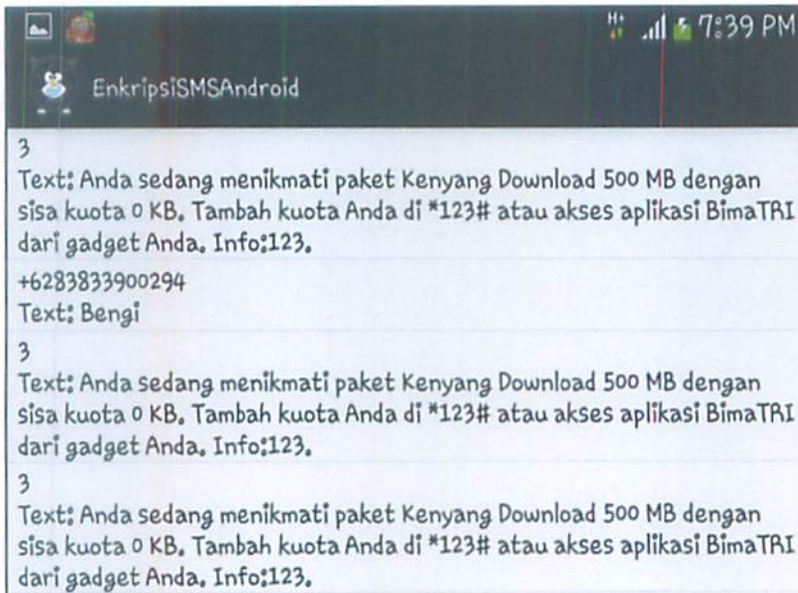 H+ 7:39 PM
EnkripsiSMSAndroid
3
Text: Anda sedang menikmati paket Kenyang Download 500 MB dengan
sisa kuota 0 KB. Tambah kuota Anda di *123# atau akses aplikasi BimaTRI
dari gadget Anda. Info:123.
+6283833900294
Text: Bengi
3
Text: Anda sedang menikmati paket Kenyang Download 500 MB dengan
sisa kuota 0 KB. Tambah kuota Anda di *123# atau akses aplikasi BimaTRI
dari gadget Anda. Info:123.
3
Text: Anda sedang menikmati paket Kenyang Download 500 MB dengan
sisa kuota 0 KB. Tambah kuota Anda di *123# atau akses aplikasi BimaTRI
dari gadget Anda. Info:123.